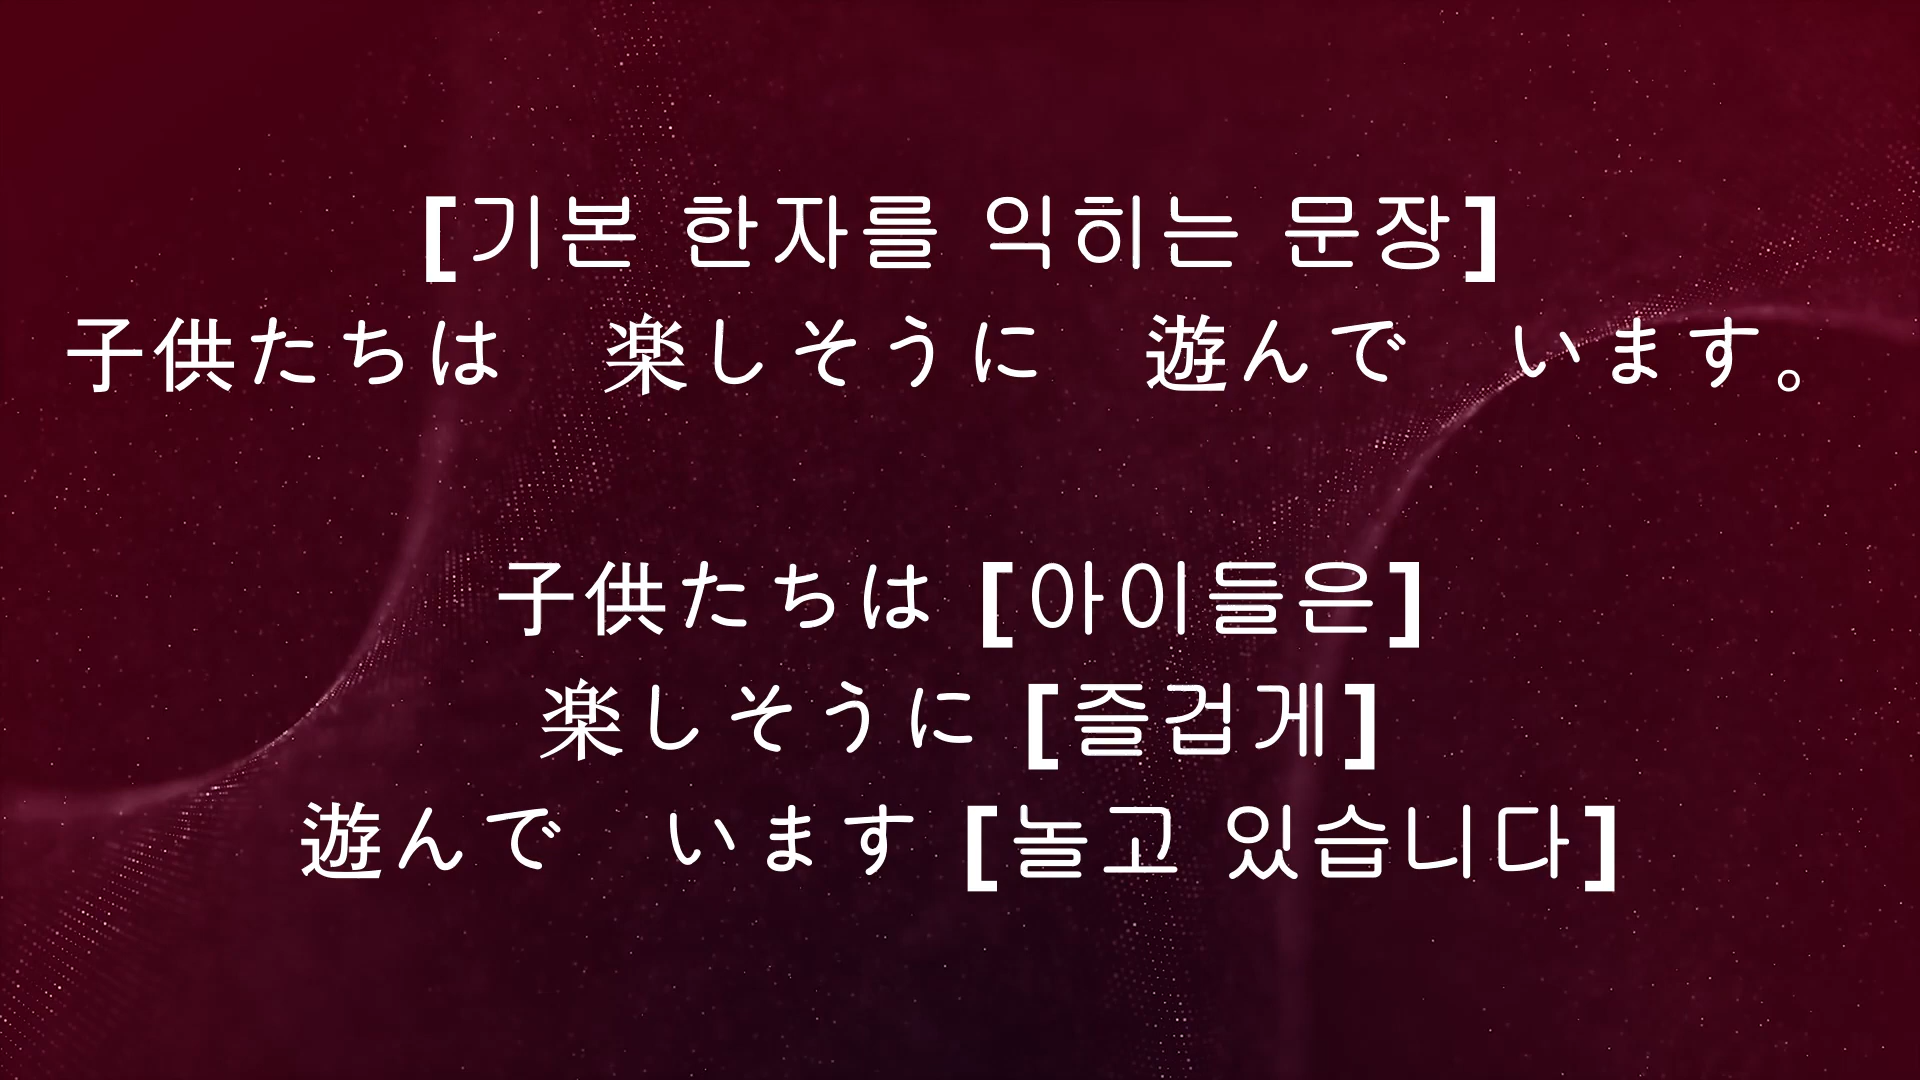 [기본 한자를 익히는 문장]
子供たちは　楽しそうに　遊んで　います。
子供たちは [아이들은]
楽しそうに [즐겁게]
遊んで　います [놀고 있습니다]